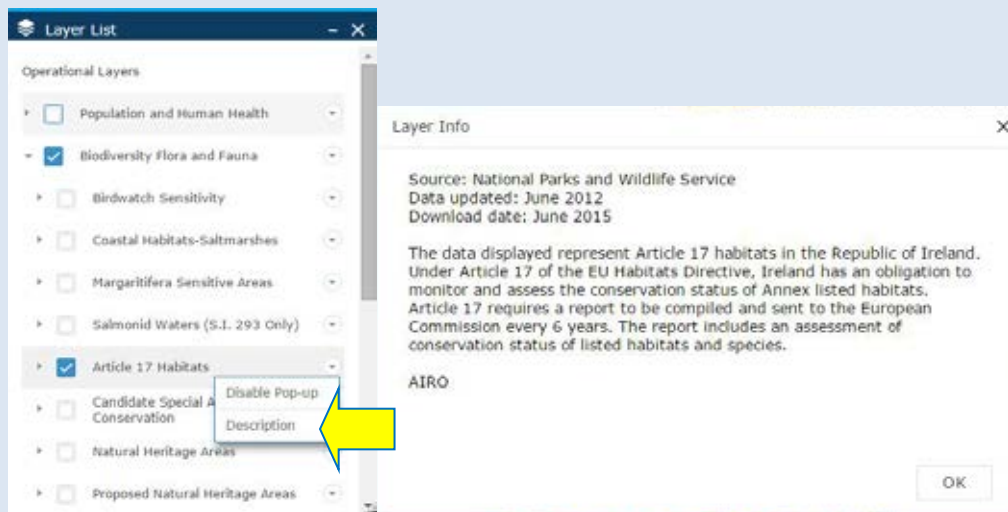 Layer List
Operational Layers
Population and Human Health
Biodiversity Flora and Fauna
Birdwatch Sensitivity
Coastal Habitats-Saltmarshes
Margaritifera Sensitive Areas
Salmonid Waters (S.I. 293 Only)
Article 17 Habitats
Disable Pop-up
Description
Candidate Special A
Conservation
Natural Heritage Areas
Proposed Natural Heritage Areas
Layer Info
Source: National Parks and Wildlife Service
Data updated: June 2012
Download date: June 2015
The data displayed represent Article 17 habitats in the Republic of Ireland.
Under Article 17 of the EU Habitats Directive, Ireland has an obligation to
monitor and assess the conservation status of Annex listed habitats.
Article 17 requires a report to be compiled and sent to the European
Commission every 6 years. The report includes an assessment of
conservation status of listed habitats and species.
AIRO
OK